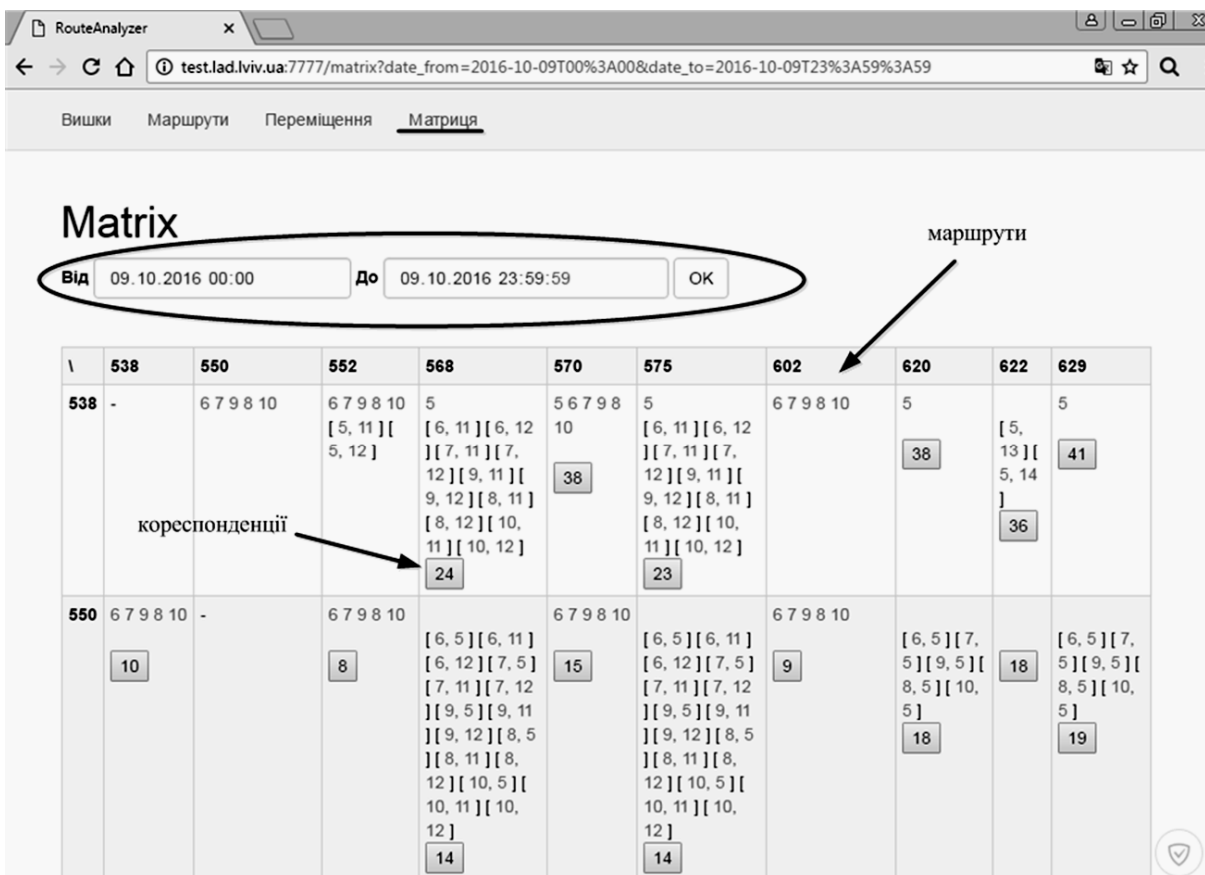 RouteAnalyzer
test.lad.lviv.ua:7777/matrix?date_from=2016-10-09T00%3A00&date_to=2016-10-09T23%3A59%3A59
Вишки Маршрути Переміщення Матриця
Matrix
маршрути
Від 09.10.2016 00:00 До 09.10.2016 23:59:59 OK
\ 538 550 552 568 570 575 602 620 622 629
538 - 6 7 9 8 10 6 7 9 8 10 5 5 6 7 9 8 5 6 7 9 8 10 5 5
[ 5, 11 ][ [ 6, 11 ][ 6, 12 10 [ 6, 11 ][ 6, 12 [ 5,
5, 12 ] ][ 7, 11 ][ 7, 38 ][ 7, 11 ][ 7, 38 13 ][ 41
12 ][ 9, 11 ][ 12 ][ 9, 11 ][ 5, 14
9, 12 ][ 8, 11 ] 9, 12 ][ 8, 11 ] ]
кореспонденції [ 8, 12 ][ 10, [ 8, 12 ][ 10, 36
11 ][ 10, 12 ] 11 ][ 10, 12 ]
24 23
550 6 7 9 8 10 - 6 7 9 8 10 6 7 9 8 10 6 7 9 8 10
[ 6, 5 ][ 6, 11 ] [ 6, 5 ][ 6, 11 ] [ 6, 5 ][ 7, [ 6, 5 ][ 7,
10 8 [ 6, 12 ][ 7, 5 ] 15 [ 6, 12 ][ 7, 5 ] 9 5 ][ 9, 5 ][ 18 5 ][ 9, 5 ][
[ 7, 11 ][ 7, 12 [ 7, 11 ][ 7, 12 8, 5 ][ 10, 8, 5 ][ 10,
][ 9, 5 ][ 9, 11 ][ 9, 5 ][ 9, 11 5 ] 5 ]
][ 9, 12 ][ 8, 5 ][ 9, 12 ][ 8, 5 18 19
][ 8, 11 ][ 8, ][ 8, 11 ][ 8,
12 ][ 10, 5 ][ 12 ][ 10, 5 ][
10, 11 ][ 10, 10, 11 ][ 10,
12 ] 12 ]
14 14